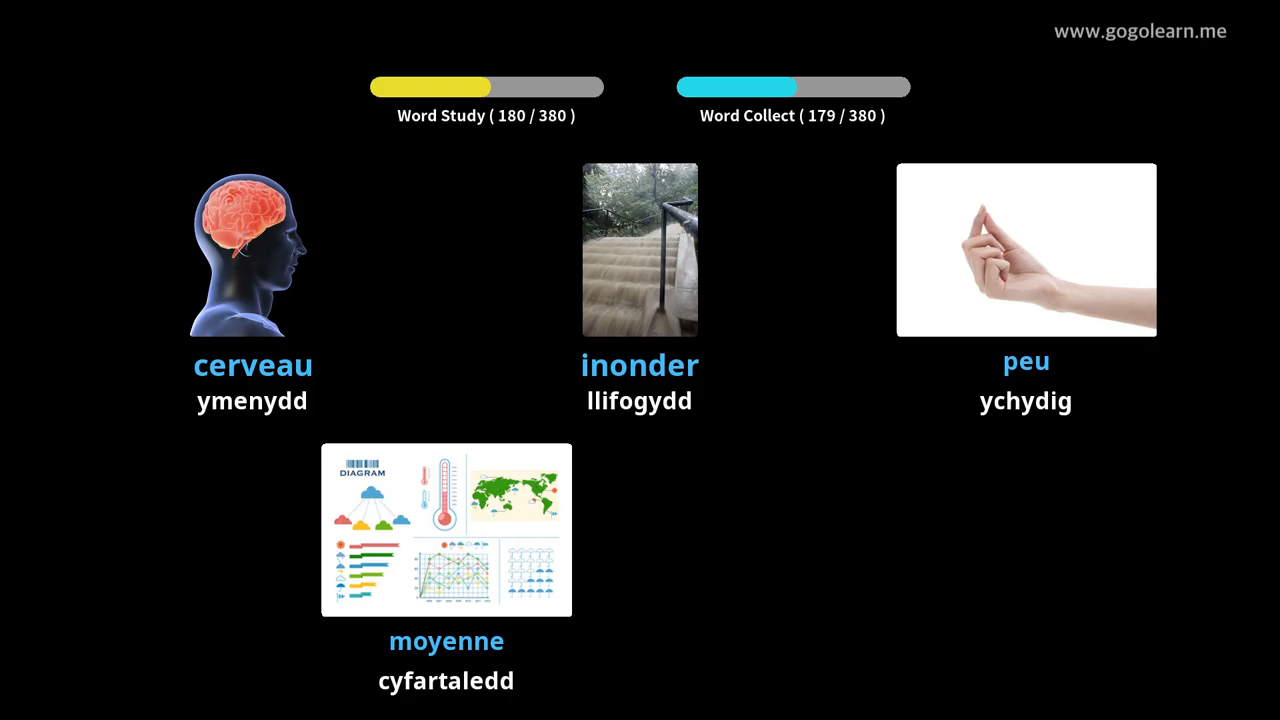 www.gogolearn.me
Word Study ( 180 / 380 )
Word Collect ( 179 / 380 )
cerveau
ymenydd
inonder
llifogydd
peu
ychydig
DIAGRAM
moyenne
cyfartaledd